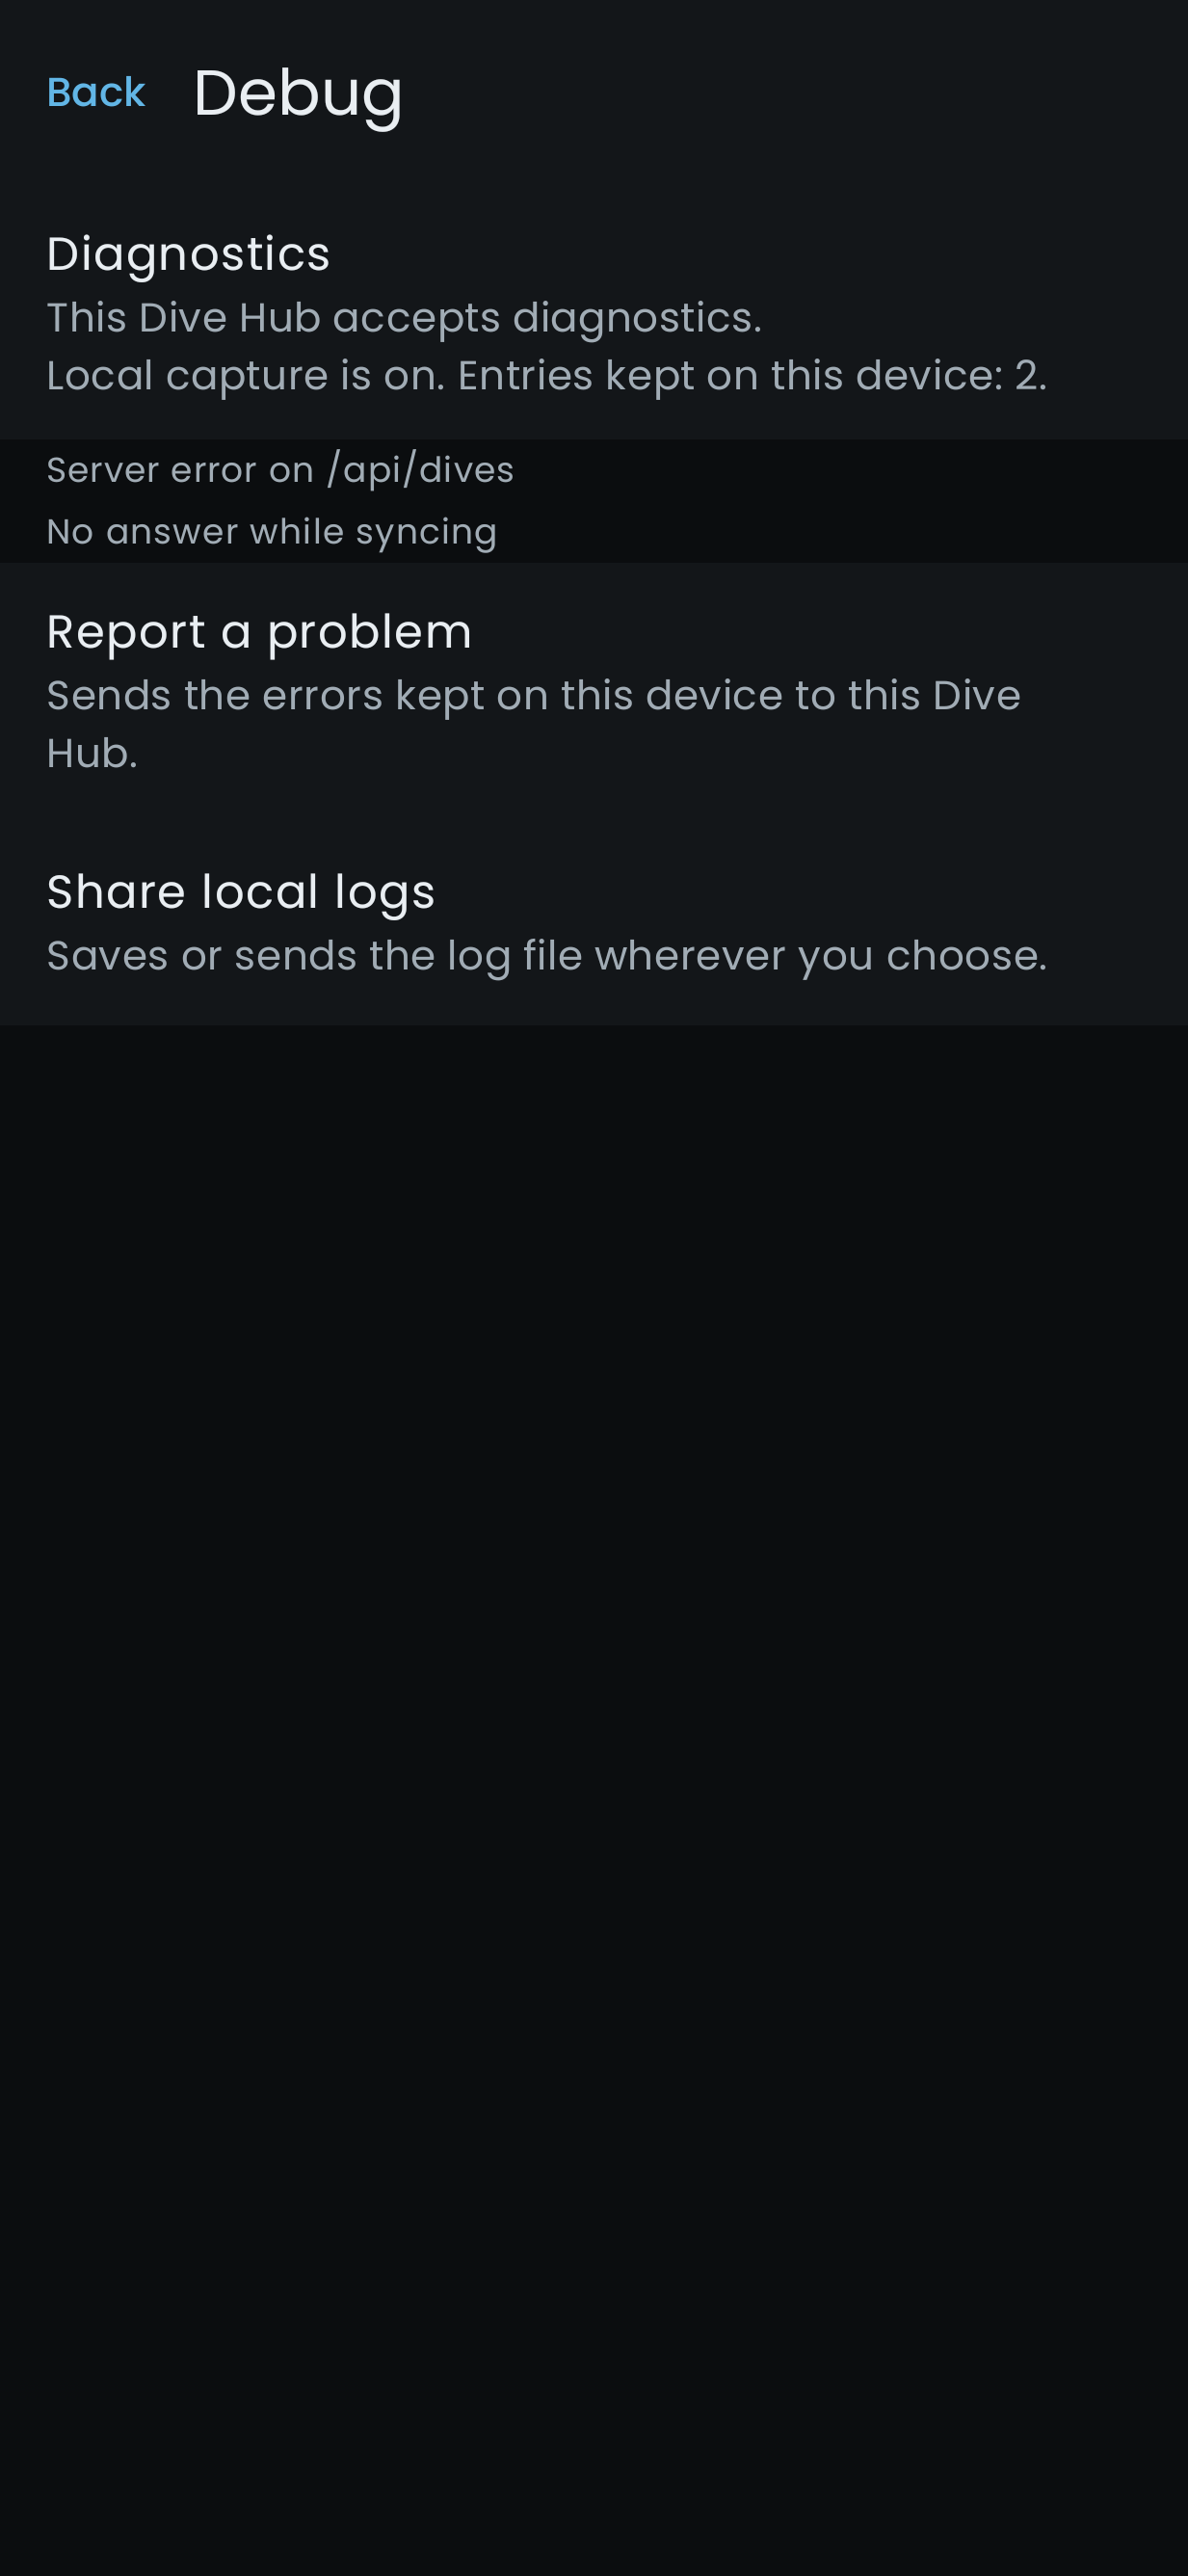 Back Debug
Diagnostics
This Dive Hub accepts diagnostics.
Local capture is on. Entries kept on this device: 2.
Server error on /api/dives
No answer while syncing
Report a problem
Sends the errors kept on this device to this Dive
Hub.
Share local logs
Saves or sends the log file wherever you choose.